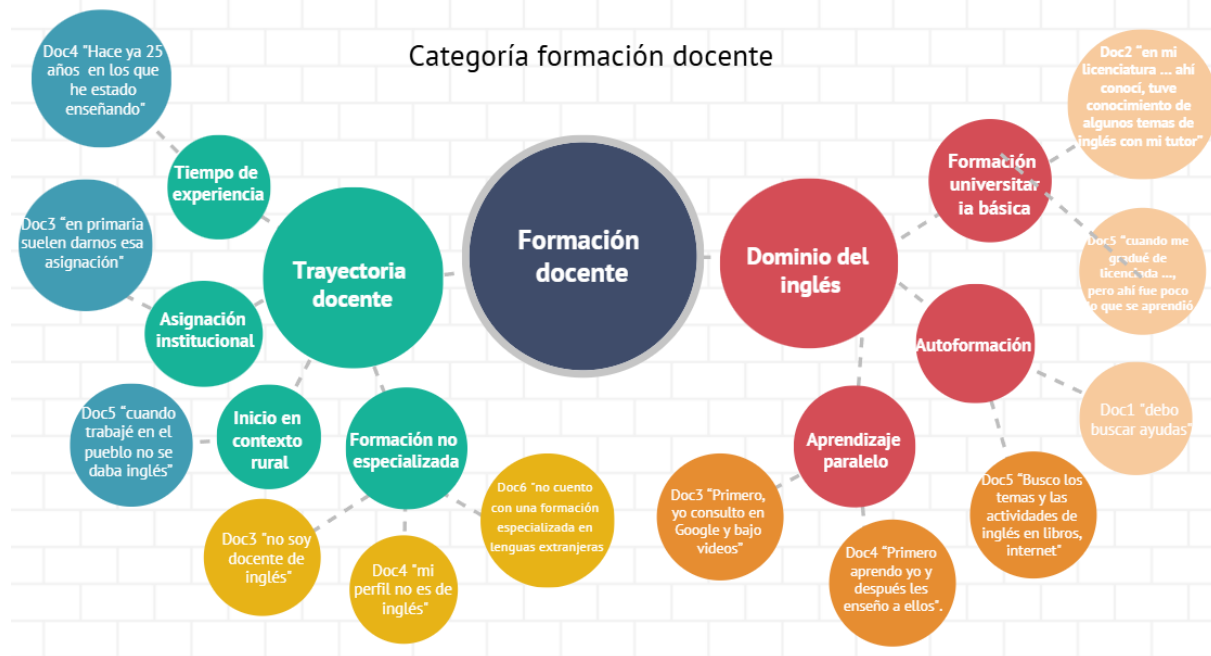 Categoría formación docente
Formación
docente
Trayectoria
docente
Tiempo de
experiencia
Doc4 "Hace ya 25
años en los que
he estado
enseñando"
Asignación
institucional
Doc3 “en primaria
suelen darnos esa
asignación"
Inicio en
contexto
rural
Doc5 “cuando
trabajé en el
pueblo no se
daba inglés”
Formación no
especializada
Doc3 "no soy
docente de
inglés"
Doc4 "mi
perfil no es de
inglés"
Doc6 "no cuento
con una formación
especializada en
lenguas extranjeras
Dominio del
inglés
Formación
universitar
ia básica
Doc2 “en mi
licenciatura ... ahí
conocí, tuve
conocimiento de
algunos temas de
inglés con mi tutor”
Doc5 “cuando me
gradué de
licenciada ...,
pero ahí fue poco
lo que se aprendió
Autoformación
Doc1 "debo
buscar ayudas"
Doc5 “Busco los
temas y las
actividades de
inglés en libros,
internet"
Aprendizaje
paralelo
Doc3 “Primero,
yo consulto en
Google y bajo
videos”
Doc4 “Primero
aprendo yo y
después les
enseño a ellos".